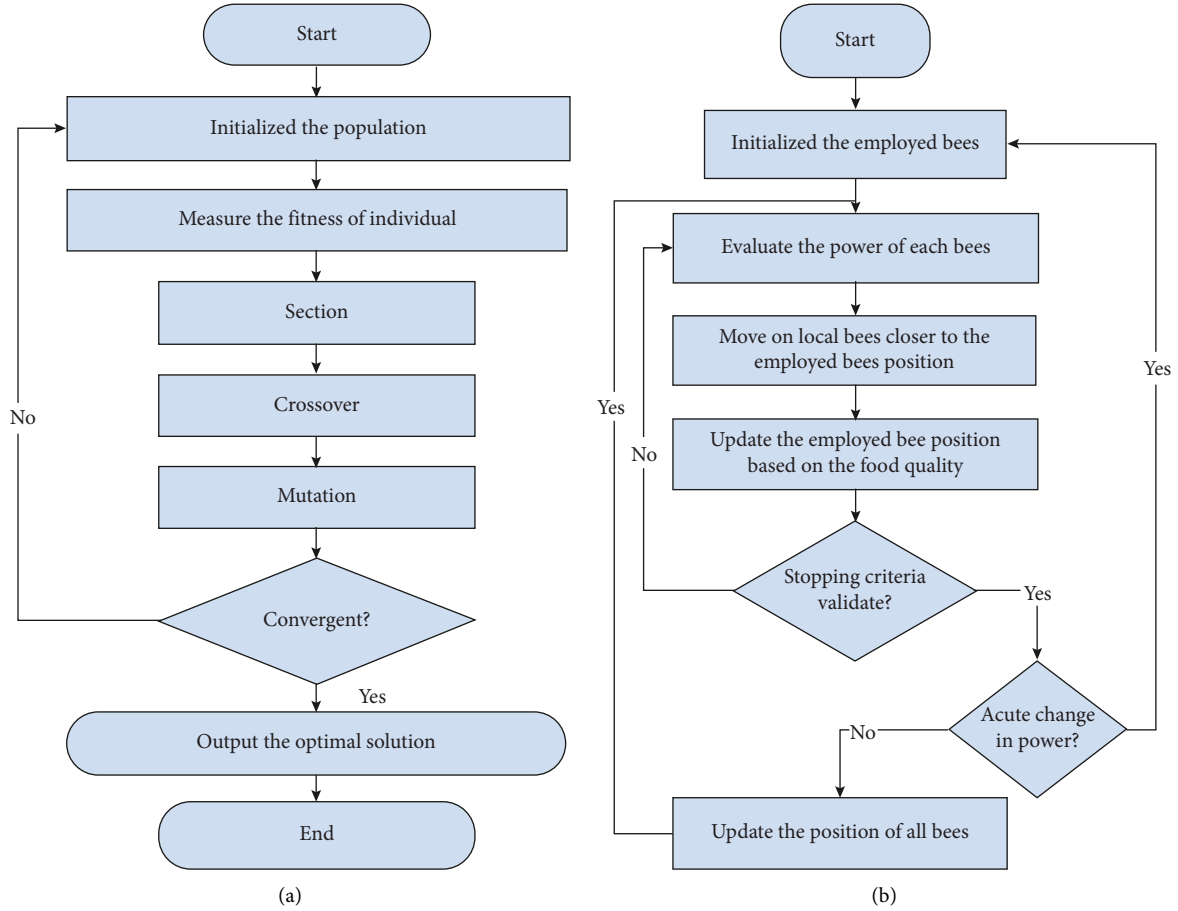 Start
Initialized the population
Measure the fitness of individual
Section
Crossover
Mutation
No
Convergent?
Yes
Output the optimal solution
End
(a)
Start
Initialized the employed bees
Evaluate the power of each bees
Move on local bees closer to the
employed bees position
Yes
Yes
Update the employed bee position
based on the food quality
No
Stopping criteria
validate?
Yes
Acute change
in power?
No
Update the position of all bees
(b)